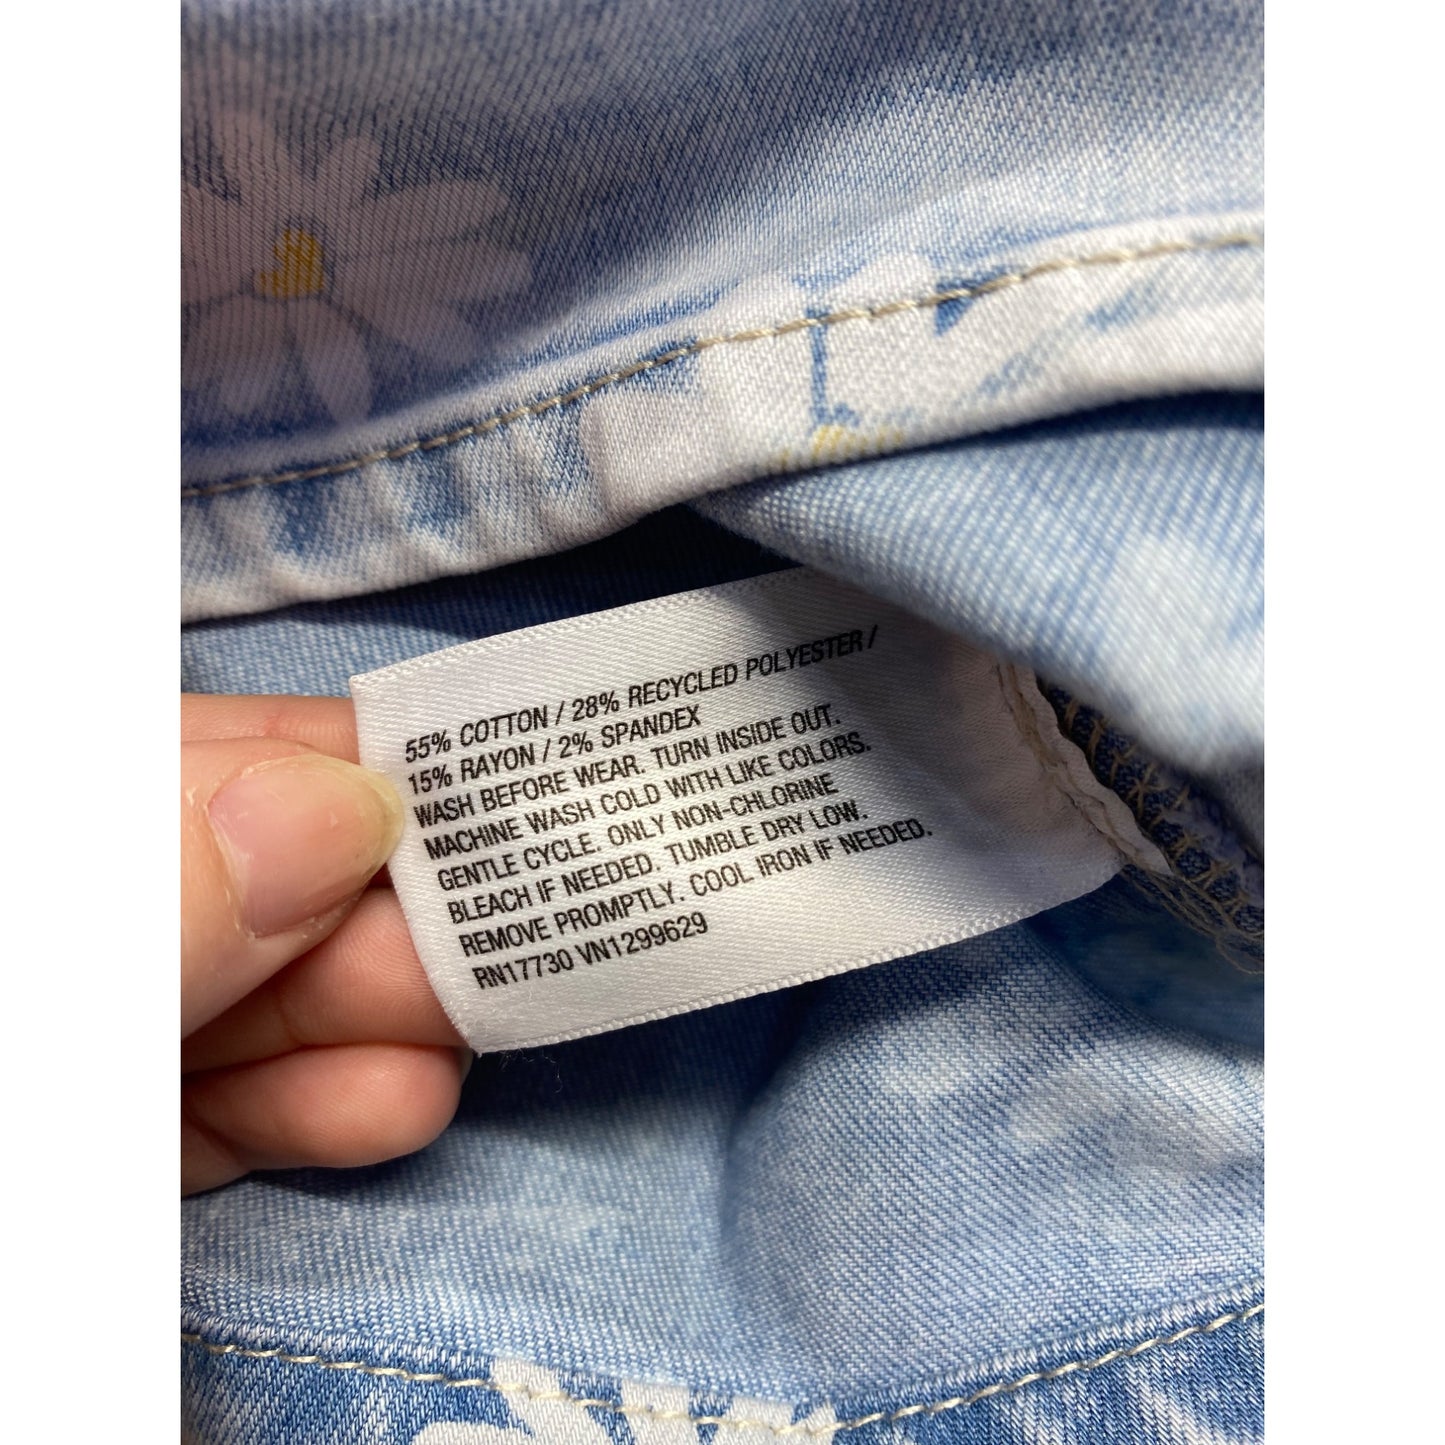 55% COTTON / 28% RECYCLED POLYESTER /
15% RAYON / 2% SPANDEX
WASH BEFORE WEAR. TURN INSIDE OUT.
MACHINE WASH COLD WITH LIKE COLORS.
GENTLE CYCLE. ONLY NON-CHLORINE
BLEACH IF NEEDED. TUMBLE DRY LOW.
REMOVE PROMPTLY. COOL IRON IF NEEDED.
RN17730 VN1299629